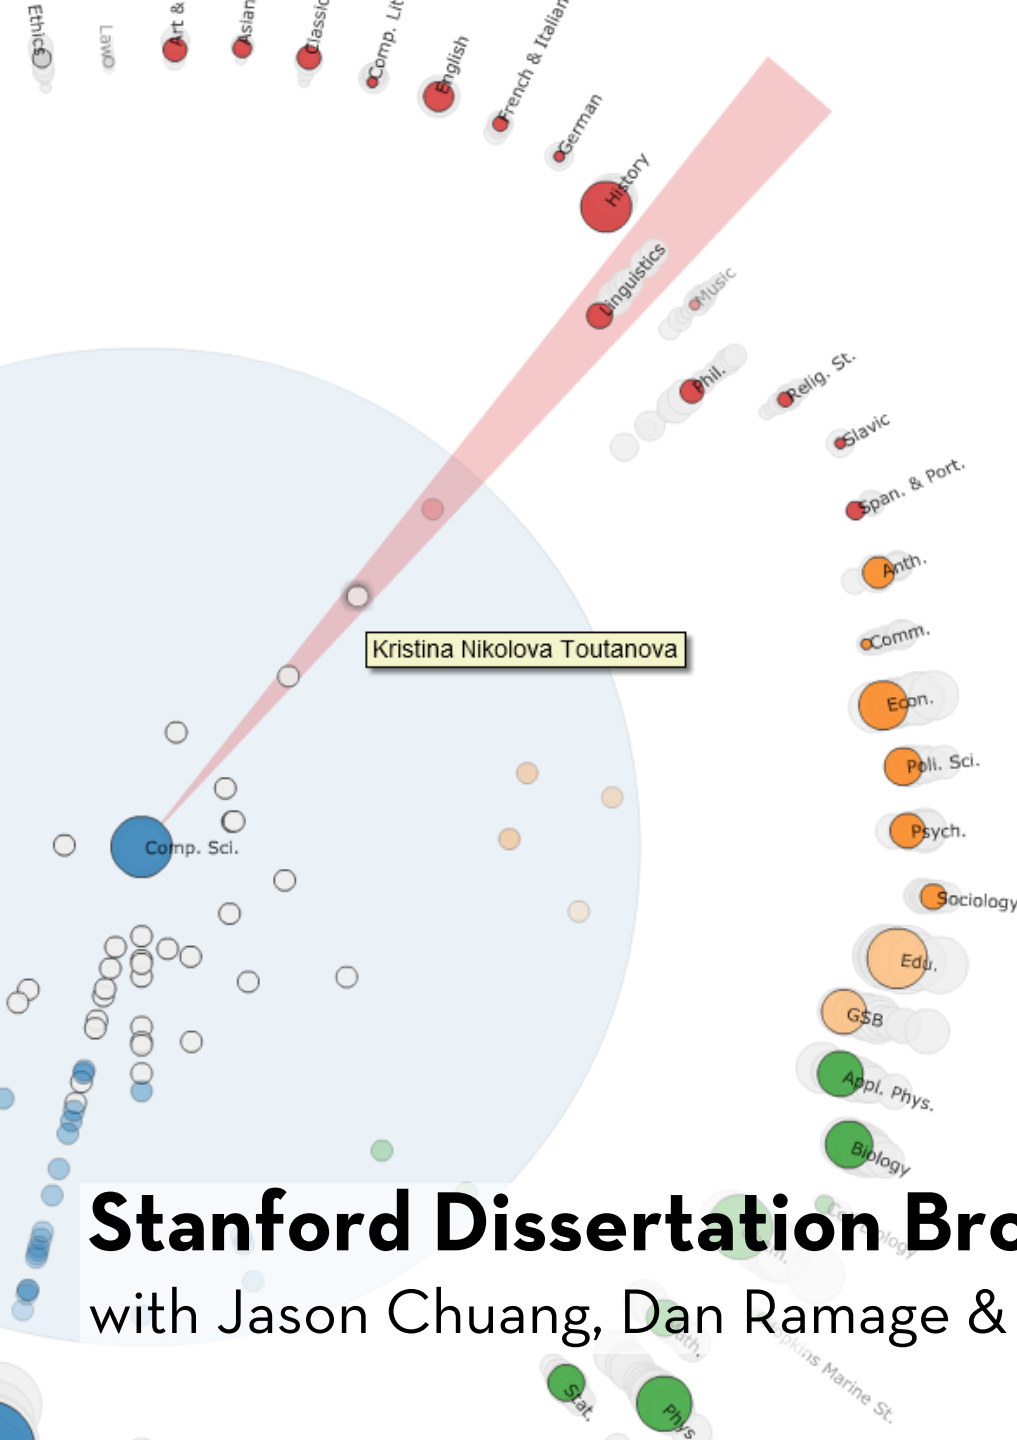 Ethics
Law
Art &
Asian
Classic
Comp. Lit
English
French & Italian
German
History
Linguistics
Music
Phil.
Relig. St.
Slavic
Span. & Port.
Anth.
Comm.
Kristina Nikolova Toutanova
Econ.
Poli. Sci.
Psych.
Comp. Sci.
Sociology
Edu.
GSB
Appl. Phys.
Biology
Stanford Dissertation Bro
with Jason Chuang, Dan Ramage &
Marine St.
Stat.
Phys